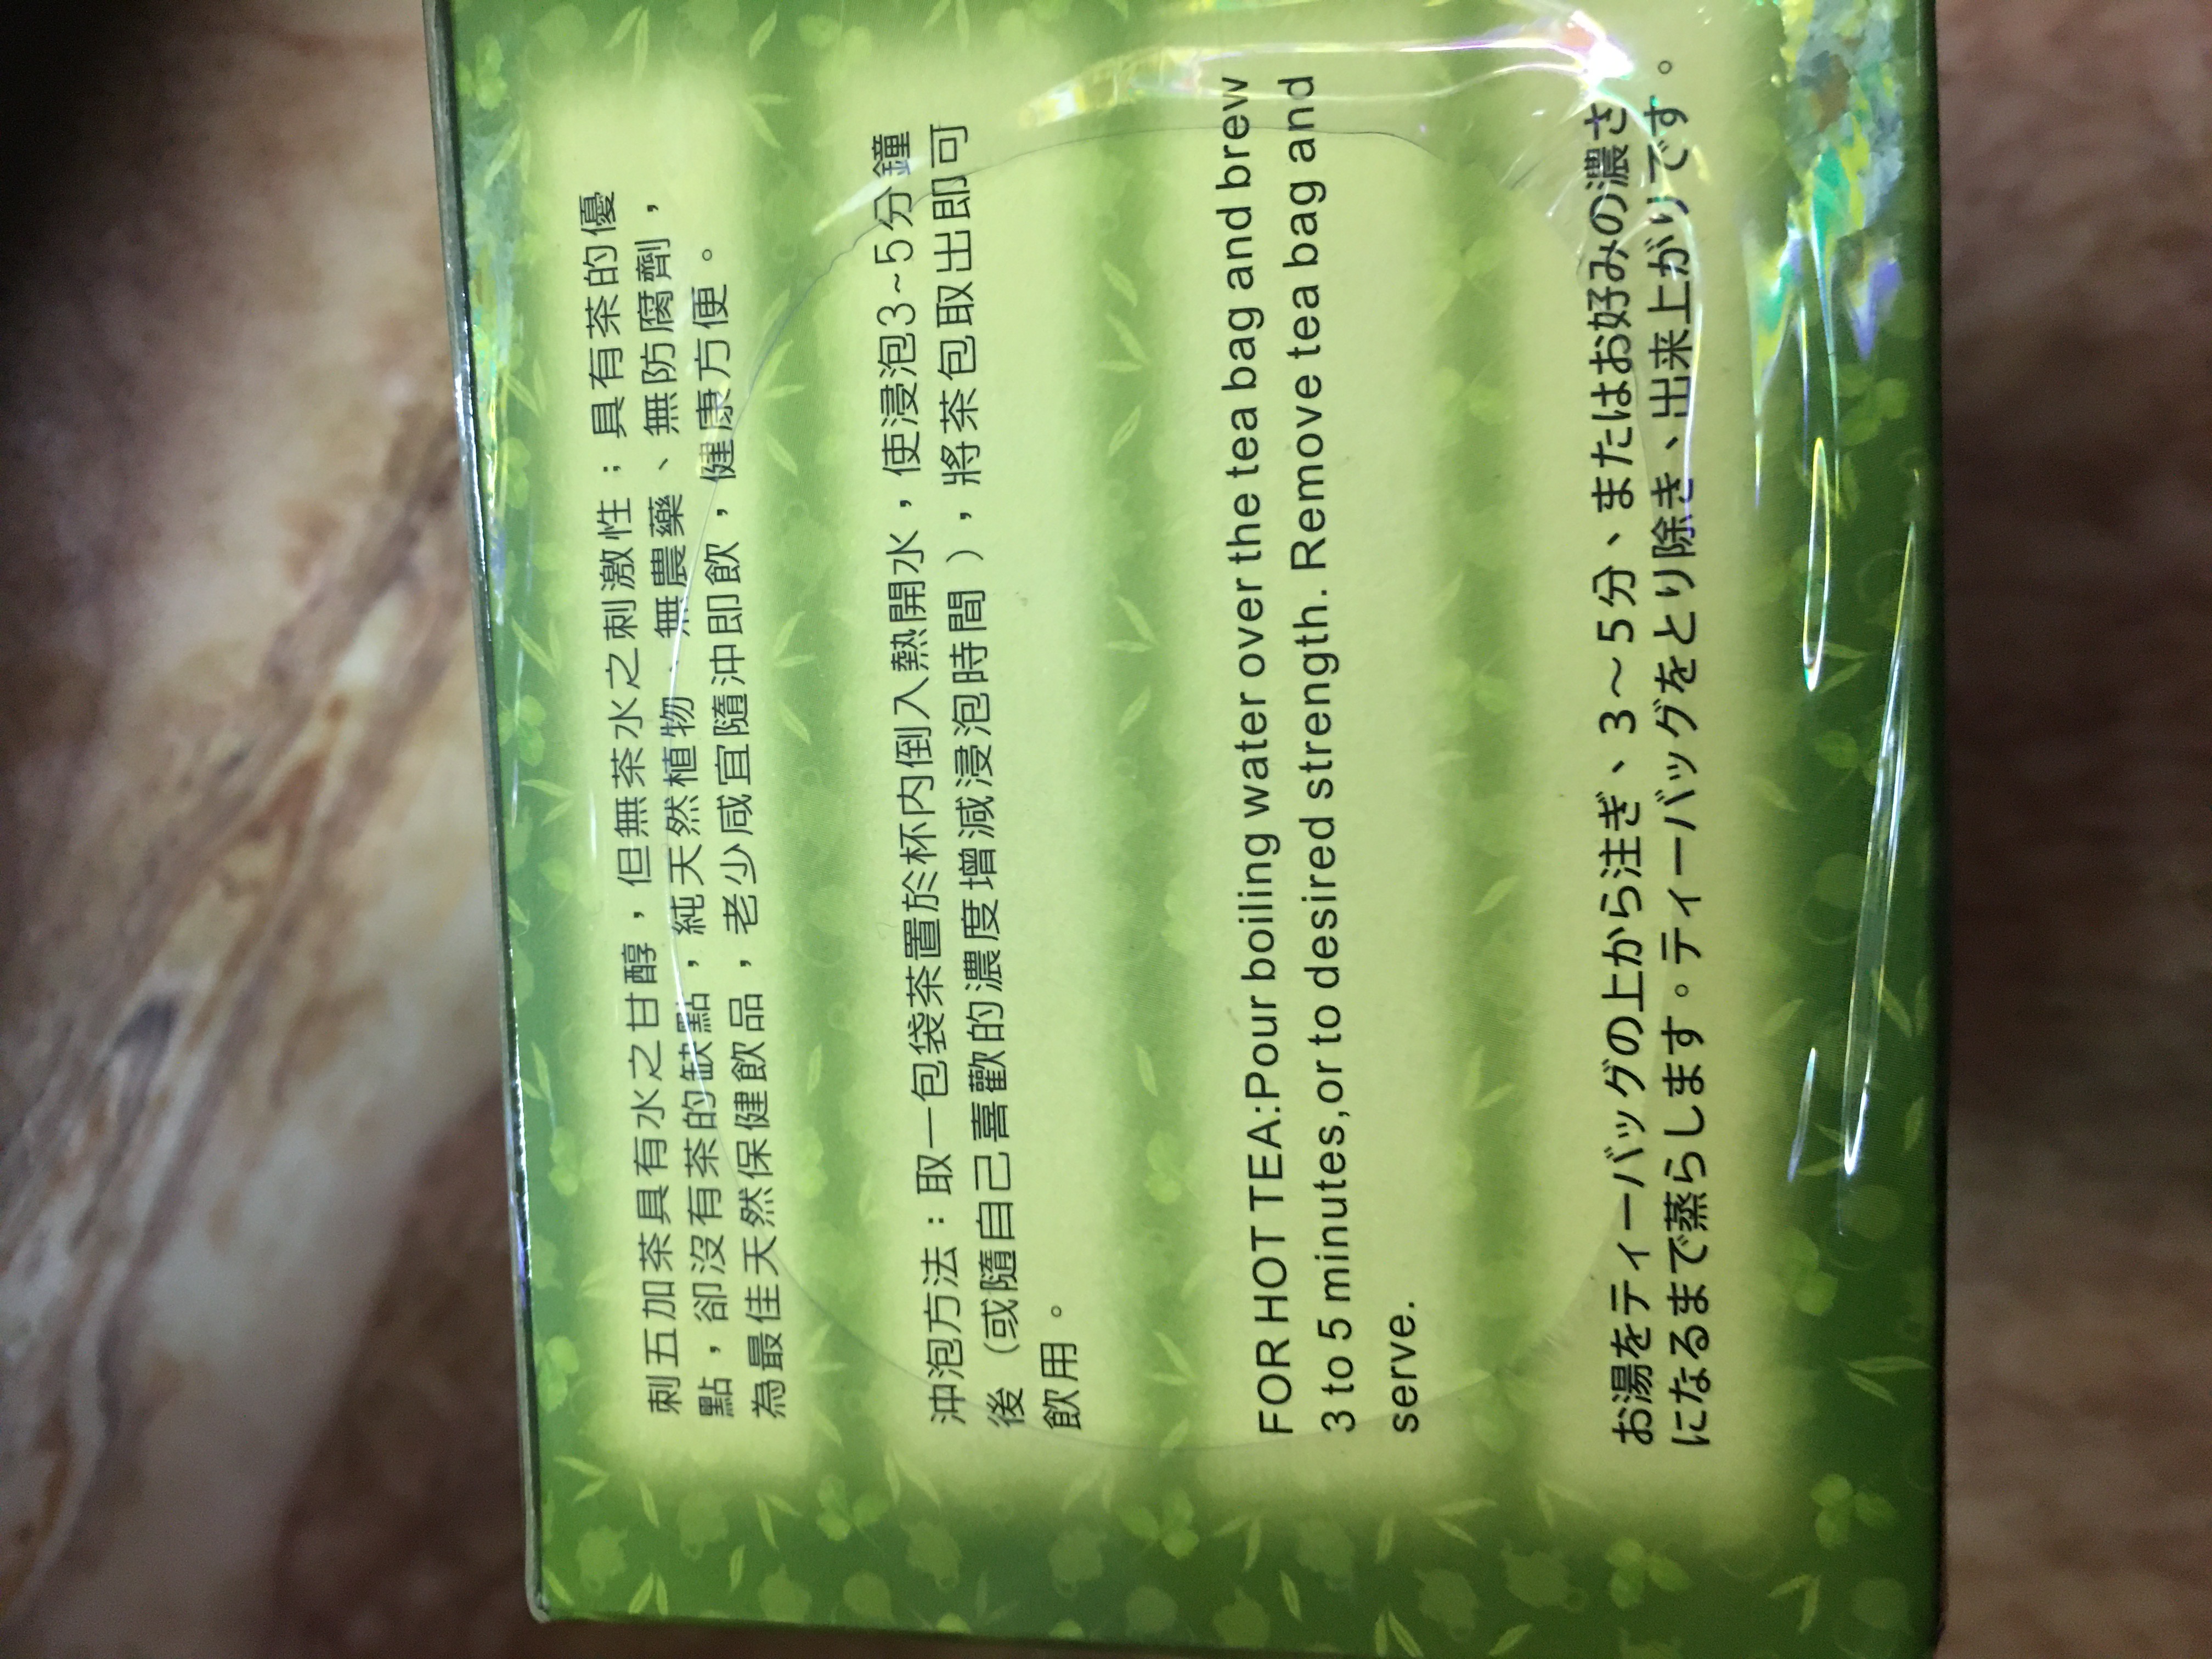 刺五加茶具有水之甘醇，但無茶水之刺激性；具有茶的優
點，卻沒有茶的缺點，純天然植物、無農藥、無防腐劑，
為最佳天然保健飲品，老少咸宜隨沖即飲，健康方便。
沖泡方法：取一包袋茶置於杯內倒入熱開水，使浸泡3~5分鐘
後（或隨自己喜歡的濃度增減浸泡時間），將茶包取出即可
飲用。
FOR HOT TEA:Pour boiling water over the tea bag and brew
3 to 5 minutes,or to desired strength. Remove tea bag and
serve.
お湯をティーバッグの上から注ぎ、3～5分、またはお好みの濃さ
になるまで蒸らします。ティーバッグをとり除き、出来上がりです。